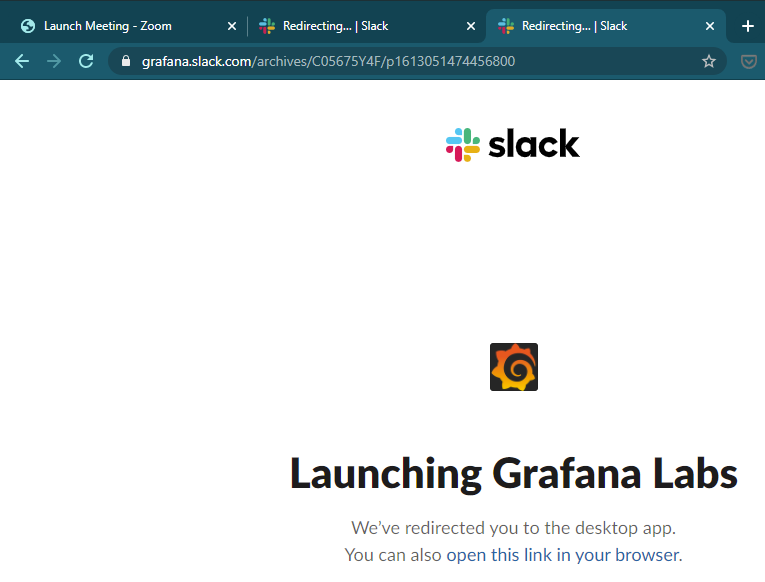 Launch Meeting - Zoom
Redirecting... | Slack
Redirecting... | Slack
grafana.slack.com/archives/C05675Y4F/p1613051474456800
slack
Launching Grafana Labs
We've redirected you to the desktop app.
You can also open this link in your browser.